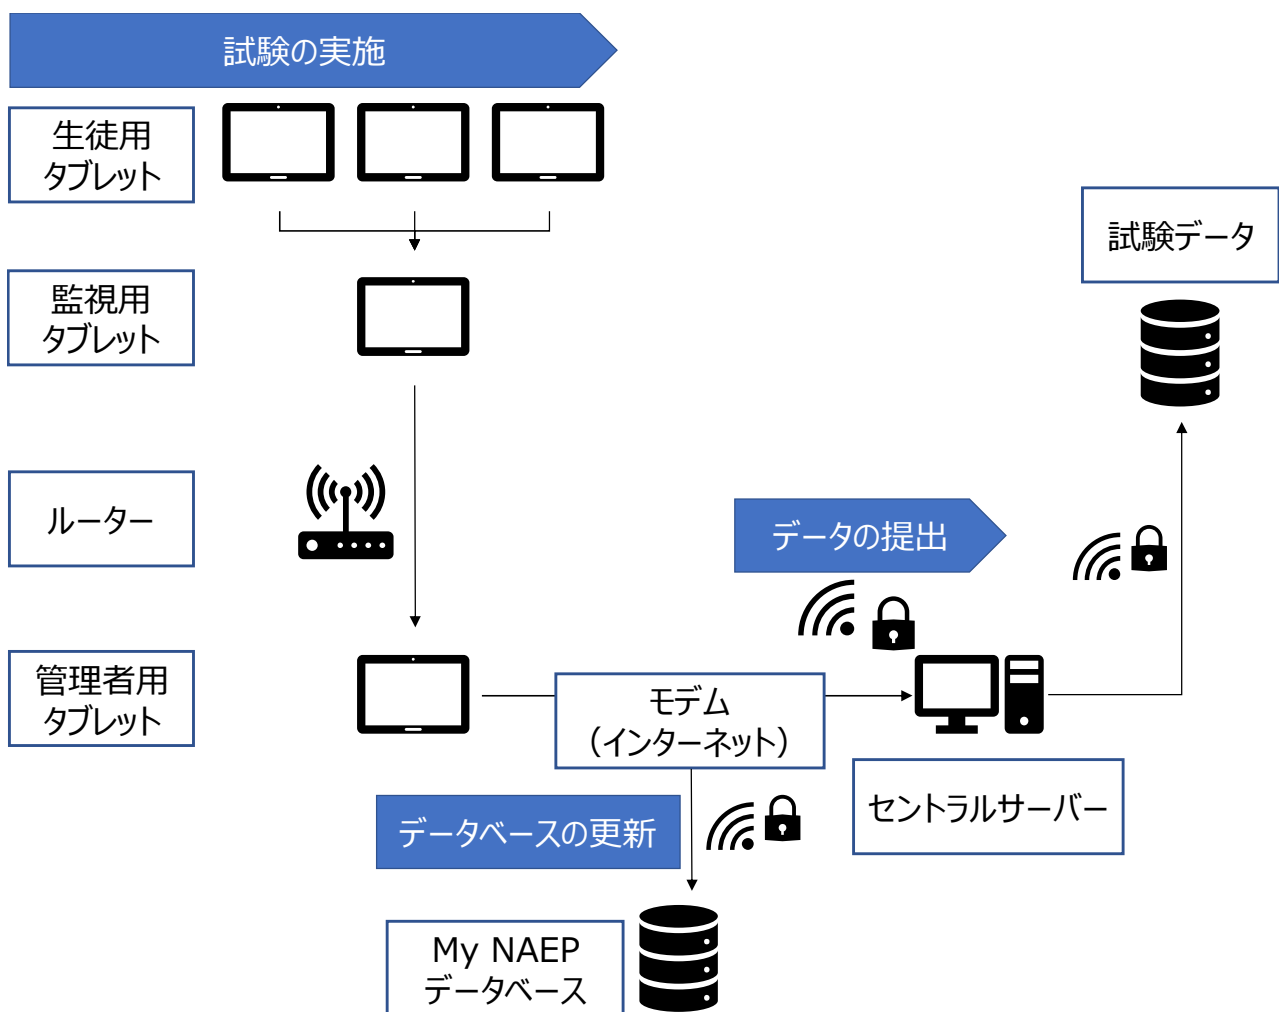 試験の実施
生徒用
タブレット
試験データ
監視用
タブレット
ルーター
データの提出
管理者用
タブレット
モデム
（インターネット）
セントラルサーバー
データベースの更新
My NAEP
データベース